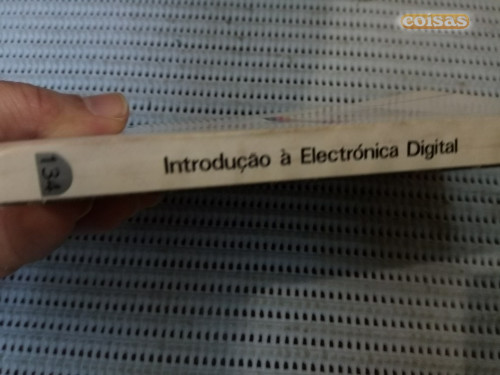 coisas
Introdução à Electrónica Digital
134